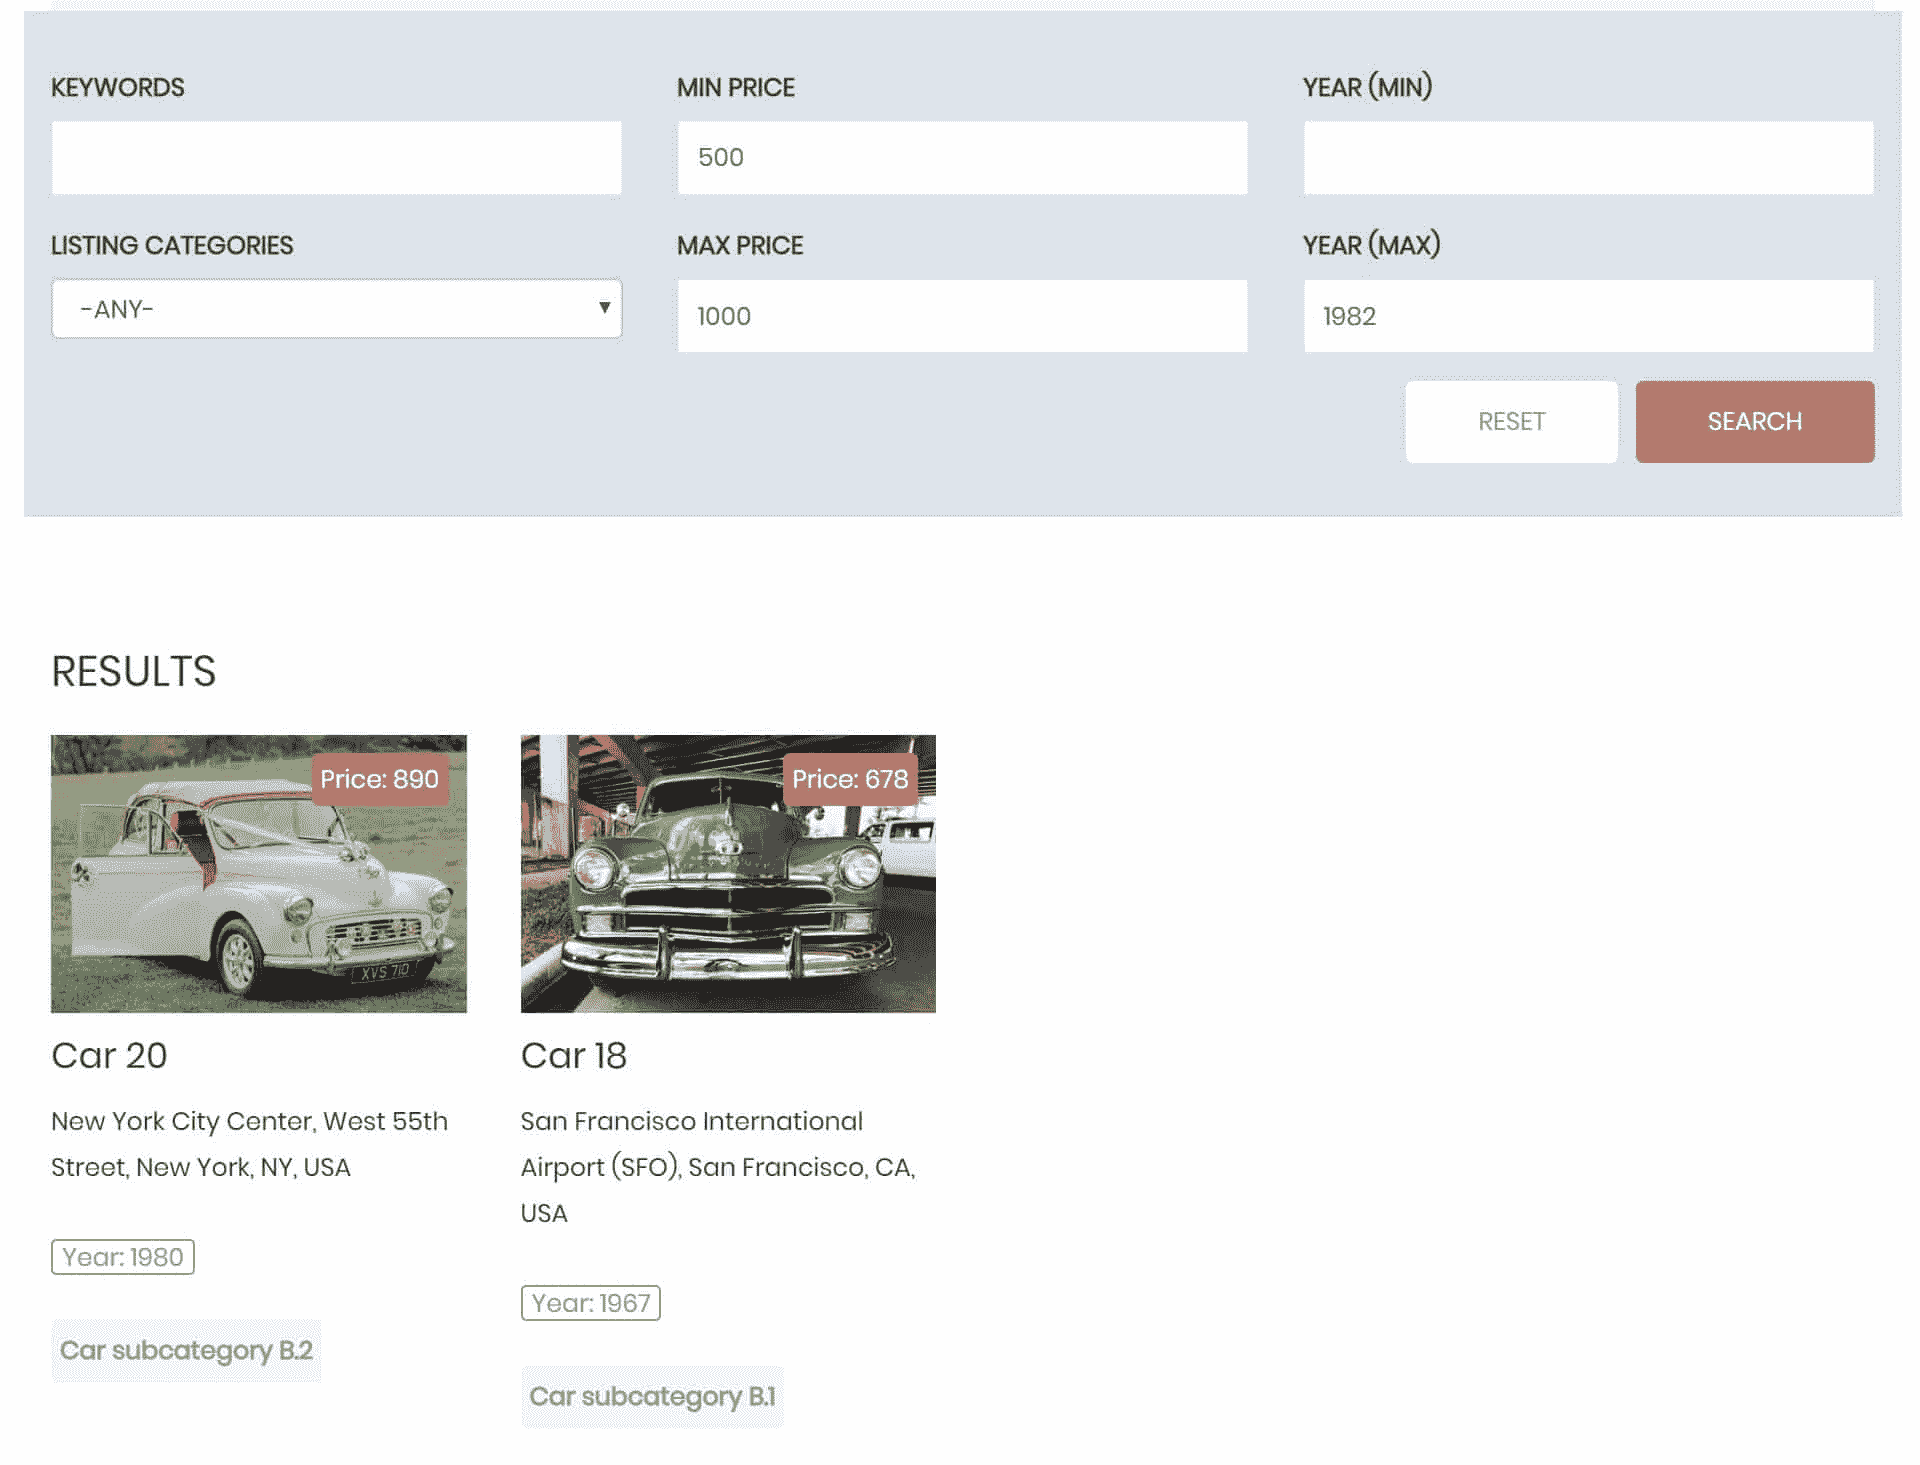 KEYWORDS
MIN PRICE
YEAR (MIN)
500
LISTING CATEGORIES
MAX PRICE
YEAR (MAX)
-ANY-
1000
1982
RESET
SEARCH
RESULTS
Price: 890
XVS 710
Price: 678
Car 20
New York City Center, West 55th
Street, New York, NY, USA
Year: 1980
Car subcategory B.2
Car 18
San Francisco International
Airport (SFO), San Francisco, CA,
USA
Year: 1967
Car subcategory B.1